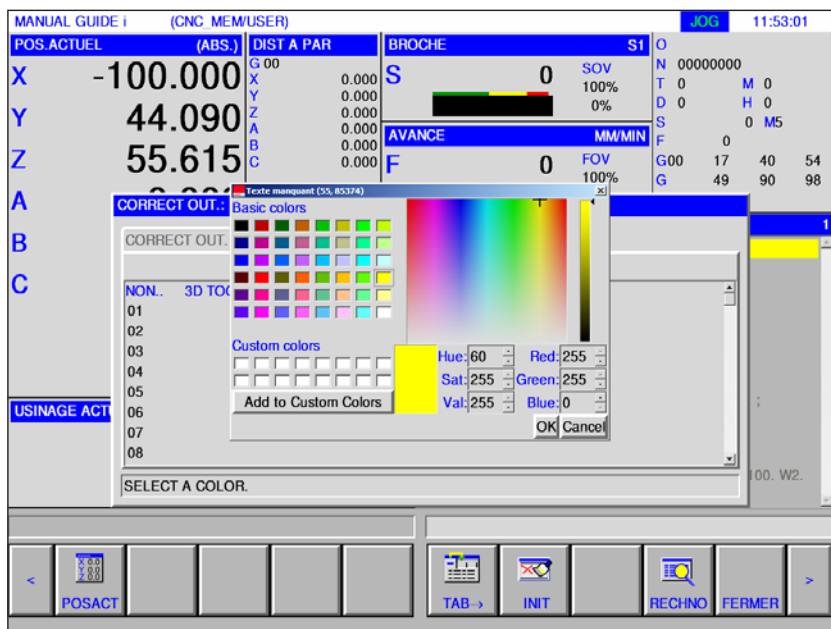 MANUAL GUIDE i (CNC_MEM/USER) JOG 11:53:01
POS.ACTUEL (ABS.) DIST A PAR BROCHE S1 O
G 00 N 00000000
X -100.000 X 0.000 S 0 SOV T 0 M 0
Y 0.000 100%
Y 44.090 Z 0.000 0% D 0 H 0
A 0.000 AVANCE MM/MIN S 0 M5
B 0.000 F 0
Z 55.615 C 0.000 F 0 FOV G00 17 40 54
100% G 49 90 98
Texte manquant (55, 85374)
A CORRECT OUT.: Basic colors
1
B CORRECT OUT.
C
NON.. 3D TOO
01
02
03 Custom colors
Hue: 60 Red: 255
04
Sat: 255 Green: 255
05 Add to Custom Colors Val: 255 Blue: 0
USINAGE ACTU 06 ;
OK Cancel
07
08 100. W2.
SELECT A COLOR.
< POSACT TAB→ INIT RECHNO FERMER >